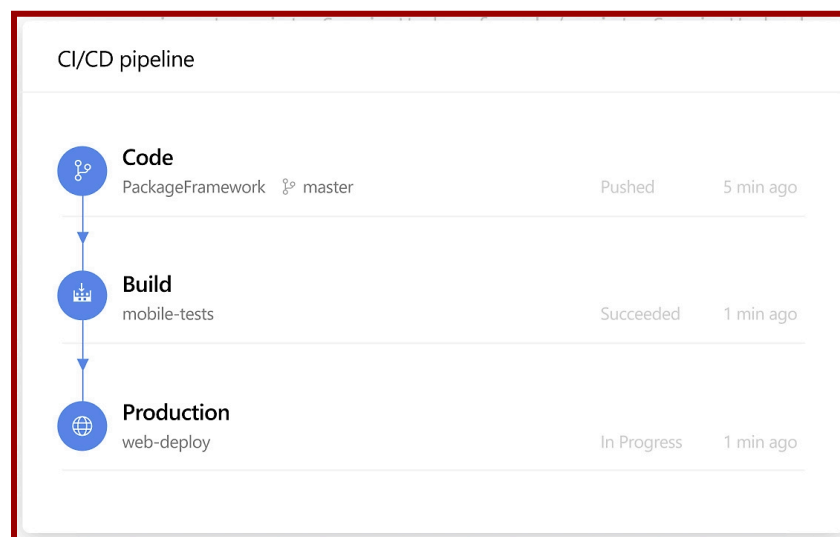 CI/CD pipeline
Code
PackageFramework master Pushed 5 min ago
Build
mobile-tests Succeeded 1 min ago
Production
web-deploy In Progress 1 min ago